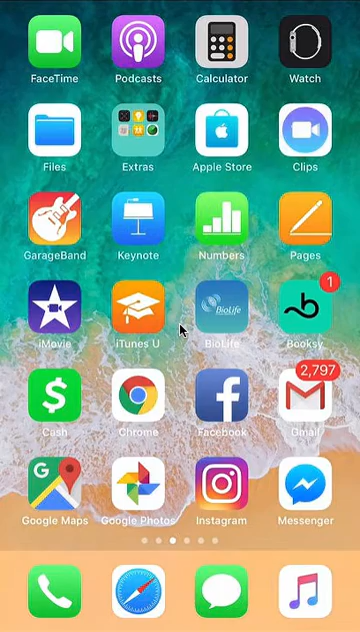 FaceTime Podcasts Calculator Watch
Files Extras Apple Store Clips
GarageBand Keynote Numbers Pages
1
BioLife
iMovie iTunes U BioLife Booksy
2,797
$
Cash Chrome Facebook Gmail
G
Google Maps Google Photos Instagram Messenger